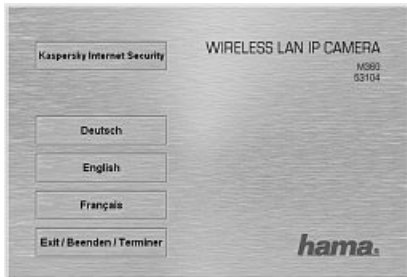 Kaspersky Internet Security
WIRELESS LAN IP CAMERA
M360
53104
Deutsch
English
Français
Exit / Beenden / Terminer
hama.